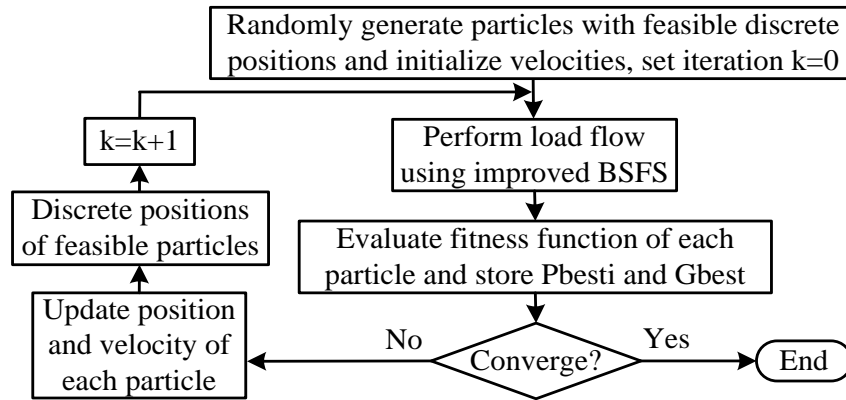 Randomly generate particles with feasible discrete
positions and initialize velocities, set iteration k=0
k=k+1
Perform load flow
using improved BSFS
Discrete positions
of feasible particles
Evaluate fitness function of each
particle and store Pbesti and Gbest
Update position
and velocity of
each particle
No
Converge?
Yes
End